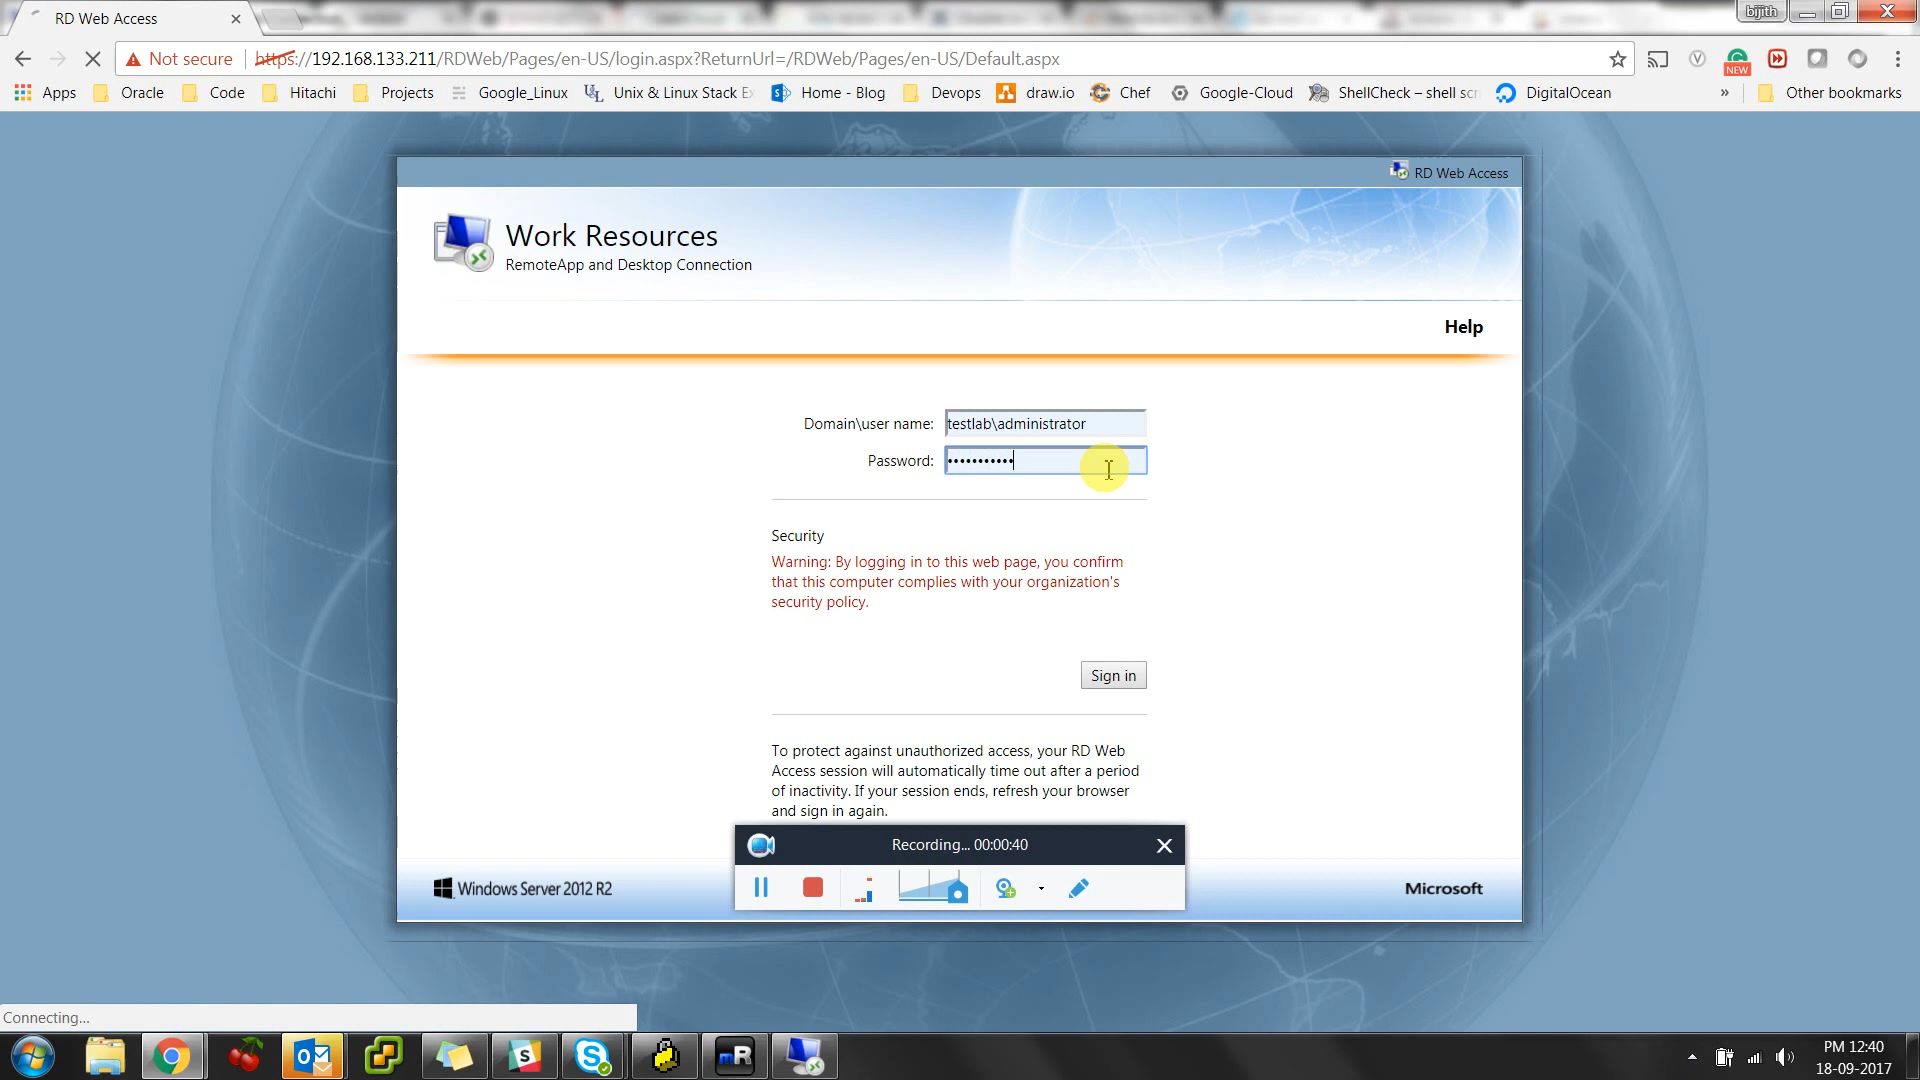 RD Web Access
bijith
Not secure
https://192.168.133.211/RDWeb/Pages/en-US/login.aspx?ReturnUrl=/RDWeb/Pages/en-US/Default.aspx
NEW
Apps Oracle Code Hitachi Projects Google_Linux Unix & Linux Stack Ex Home - Blog Devops draw.io Chef Google-Cloud ShellCheck – shell scr DigitalOcean » Other bookmarks
RD Web Access
Work Resources
RemoteApp and Desktop Connection
Help
Domain\user name: testlab\administrator
Password: •••••••••••
Security
Warning: By logging in to this web page, you confirm
that this computer complies with your organization's
security policy.
Sign in
To protect against unauthorized access, your RD Web
Access session will automatically time out after a period
of inactivity. If your session ends, refresh your browser
and sign in again.
Recording... 00:00:40
Windows Server 2012 R2
Microsoft
Connecting...
PM 12:40
18-09-2017